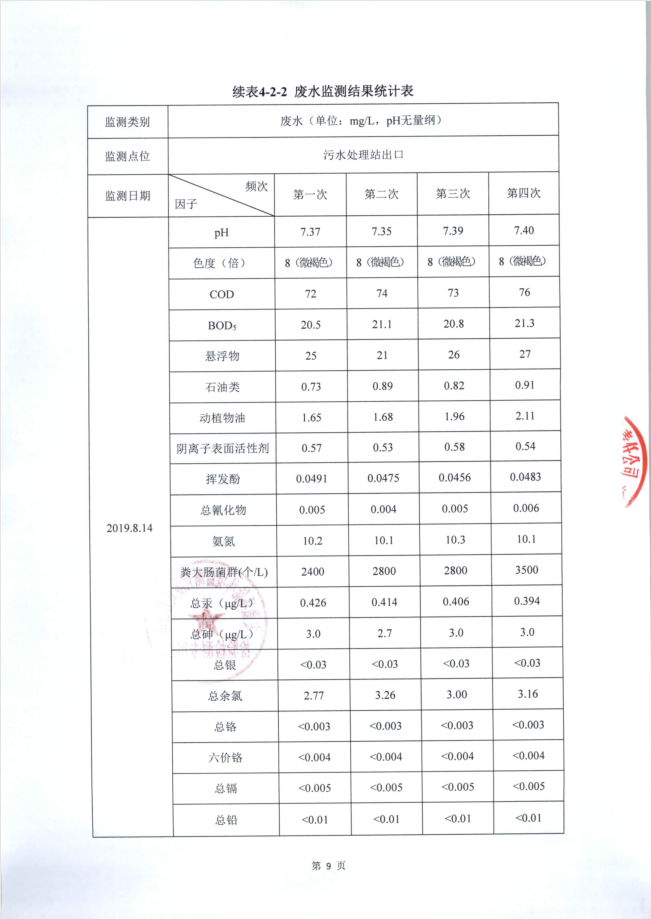 续表4-2-2 废水监测结果统计表
监测类别 废水（单位：mg/L，pH无量纲）
监测点位 污水处理站出口
监测日期 频次 因子 第一次 第二次 第三次 第四次
2019.8.14
pH 7.37 7.35 7.39 7.40
色度（倍） 8（微褐色） 8（微褐色） 8（微褐色） 8（微褐色）
COD 72 74 73 76
BOD₅ 20.5 21.1 20.8 21.3
悬浮物 25 21 26 27
石油类 0.73 0.89 0.82 0.91
动植物油 1.65 1.68 1.96 2.11
阴离子表面活性剂 0.57 0.53 0.58 0.54
挥发酚 0.0491 0.0475 0.0456 0.0483
总氰化物 0.005 0.004 0.005 0.006
氨氮 10.2 10.1 10.3 10.1
粪大肠菌群(个/L) 2400 2800 2800 3500
总汞（μg/L） 0.426 0.414 0.406 0.394
总砷（μg/L） 3.0 2.7 3.0 3.0
总银 <0.03 <0.03 <0.03 <0.03
总余氯 2.77 3.26 3.00 3.16
总铬 <0.003 <0.003 <0.003 <0.003
六价铬 <0.004 <0.004 <0.004 <0.004
总镉 <0.005 <0.005 <0.005 <0.005
总铅 <0.01 <0.01 <0.01 <0.01
第 9 页
公司